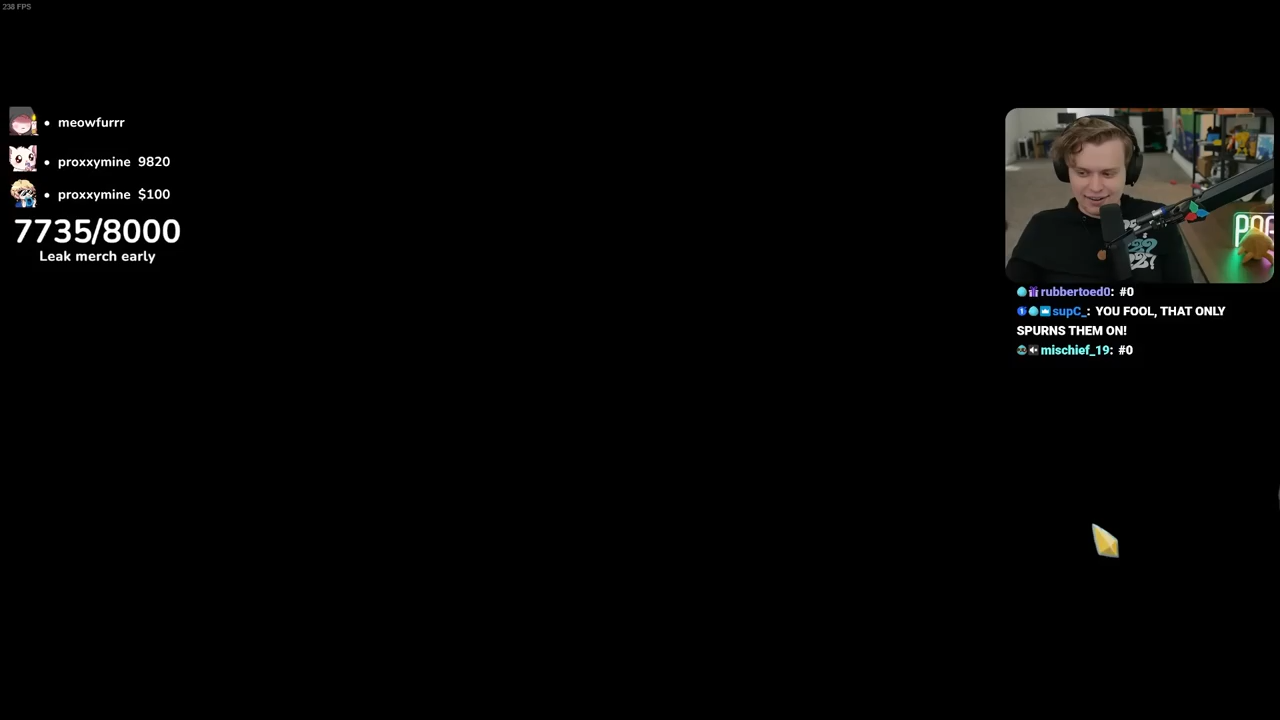 238 FPS
meowfurrr
proxxymine 9820
proxxymine $100
7735/8000
Leak merch early
rubbertoed0: #0
supC_: YOU FOOL, THAT ONLY
SPURNS THEM ON!
mischief_19: #0